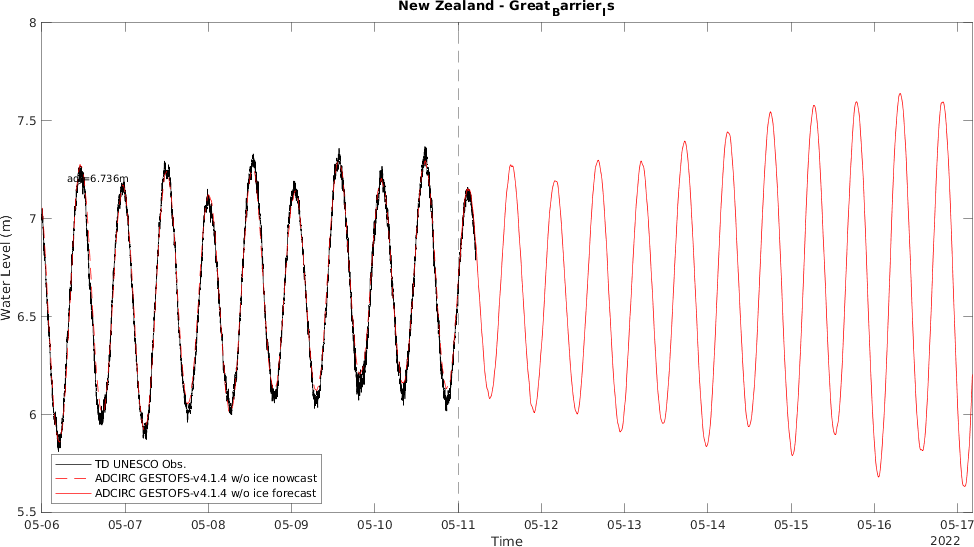 New Zealand - GreatBarrierIs
8
7.5
7
6.5
6
5.5
Water Level (m)
adj=6.736m
TD UNESCO Obs.
ADCIRC GESTOFS-v4.1.4 w/o ice nowcast
ADCIRC GESTOFS-v4.1.4 w/o ice forecast
05-06 05-07 05-08 05-09 05-10 05-11 05-12 05-13 05-14 05-15 05-16 05-17
Time
2022